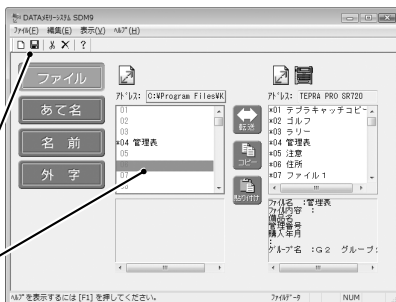 DATAメモリーシステム SDM9
ファイル(F) 編集(E) 表示(V) ヘルプ(H)
ファイル
あて名
名 前
外 字
アドレス: C:¥Program Files¥K
01
02
03
*04 管理表
05
転送
コピー
貼り付け
アドレス: TEPRA PRO SR720
*01 テプラキャッチコピー
*02 ゴルフ
*03 ラリー
*04 管理表
*05 注意
*06 住所
*07 ファイル1
ファイル名 :管理表
ファイル内容 :
備品名
管理番号
購入年月
:
グループ名 :G2 グループ:
ヘルプを表示するには [F1] を押してください。
ファイルデータ
NUM